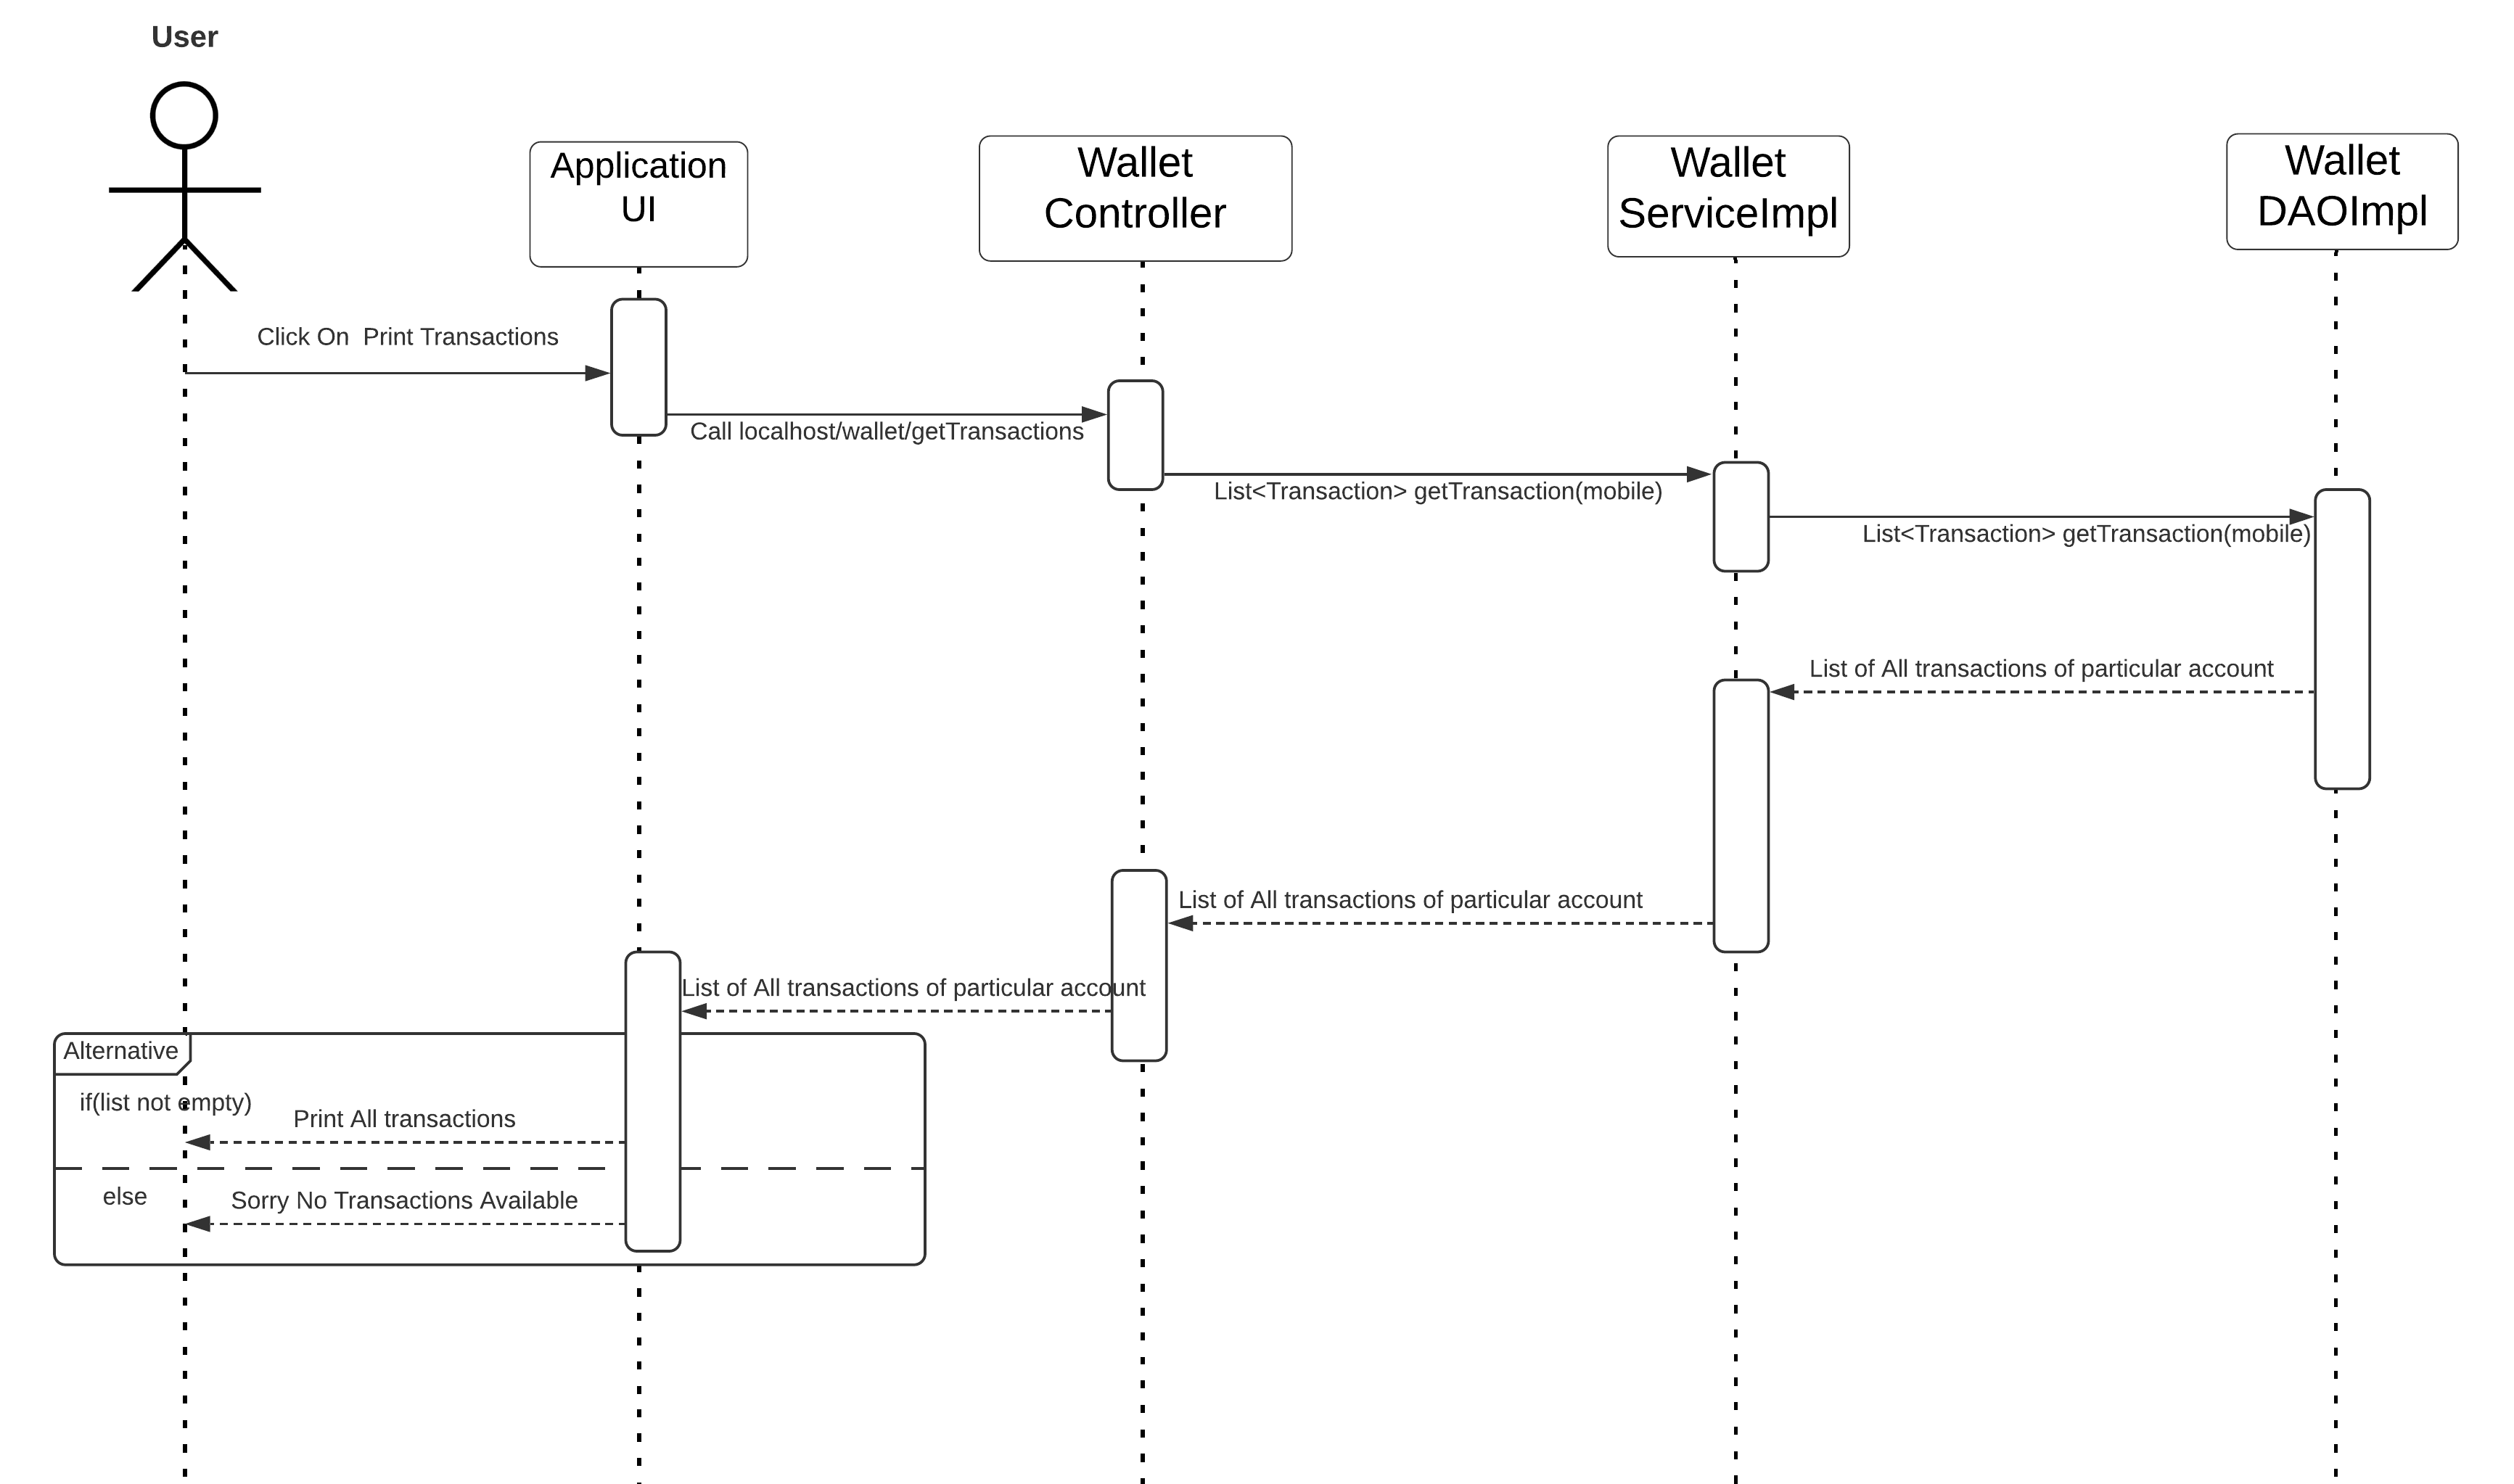 User
Application
UI
Wallet
Controller
Wallet
ServiceImpl
Wallet
DAOImpl
Click On  Print Transactions
Call localhost/wallet/getTransactions
List<Transaction> getTransaction(mobile)
List<Transaction> getTransaction(mobile)
List of All transactions of particular account
List of All transactions of particular account
List of All transactions of particular account
Alternative
if(list not empty)
Print All transactions
else
Sorry No Transactions Available